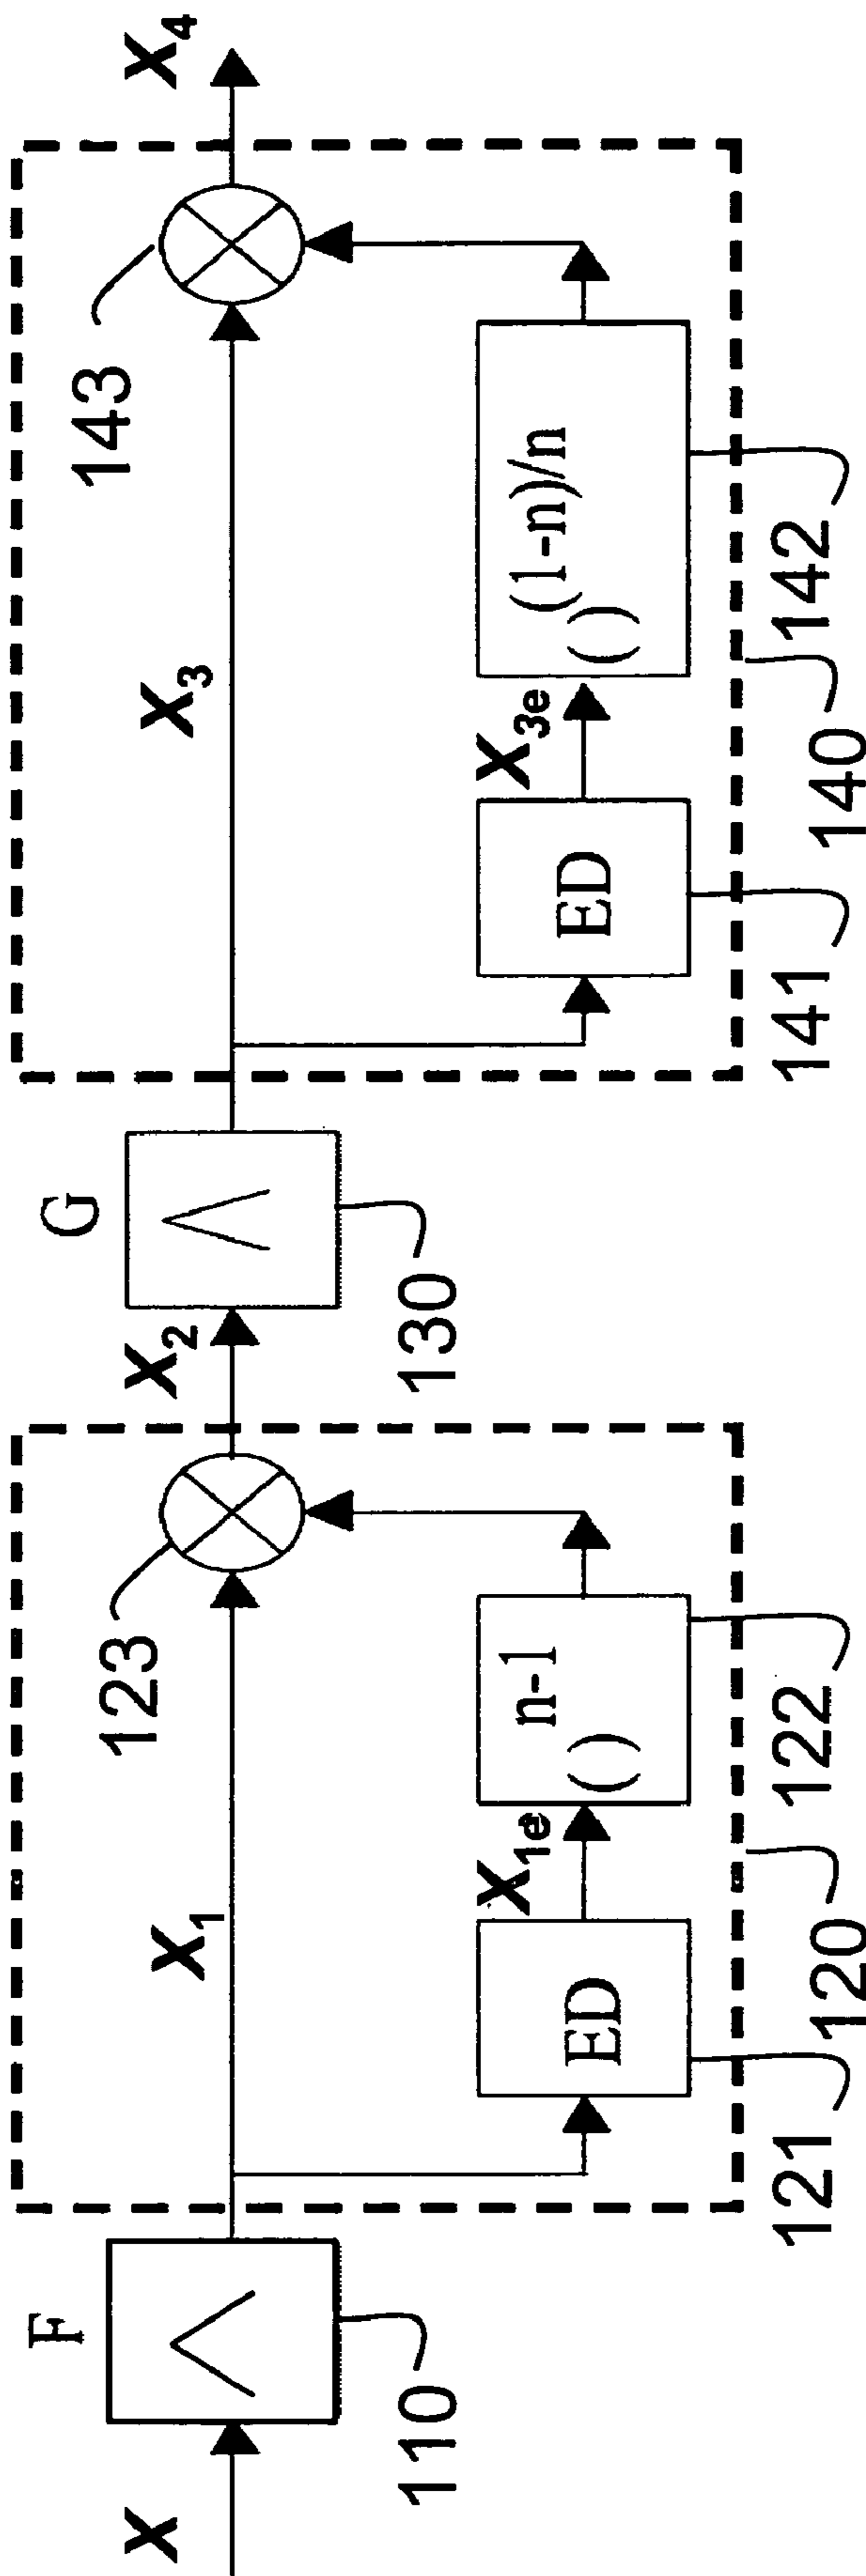 X
F
110
X1
123
ED
121
X1e
( )n-1
122
120
X2
G
130
X3
143
ED
141
X3e
( )(1-n)/n
142
140
X4